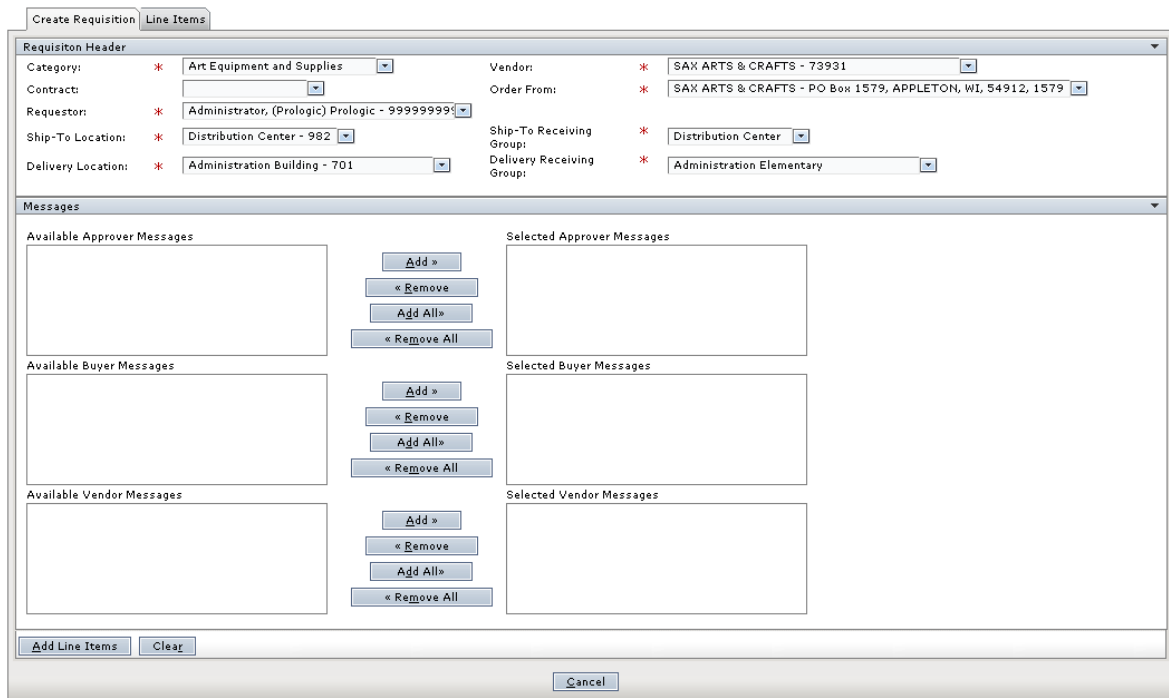 Create Requisition Line Items
Requisiton Header
Category: * Art Equipment and Supplies Vendor: * SAX ARTS & CRAFTS - 73931
Contract: Order From: * SAX ARTS & CRAFTS - PO Box 1579, APPLETON, WI, 54912, 1579
Requestor: * Administrator, (Prologic) Prologic - 999999999
Ship-To Location: * Distribution Center - 982 Ship-To Receiving Group: * Distribution Center
Delivery Location: * Administration Building - 701 Delivery Receiving Group: * Administration Elementary
Messages
Available Approver Messages Selected Approver Messages
Add »
« Remove
Add All»
« Remove All
Available Buyer Messages Selected Buyer Messages
Add »
« Remove
Add All»
« Remove All
Available Vendor Messages Selected Vendor Messages
Add »
« Remove
Add All»
« Remove All
Add Line Items Clear
Cancel